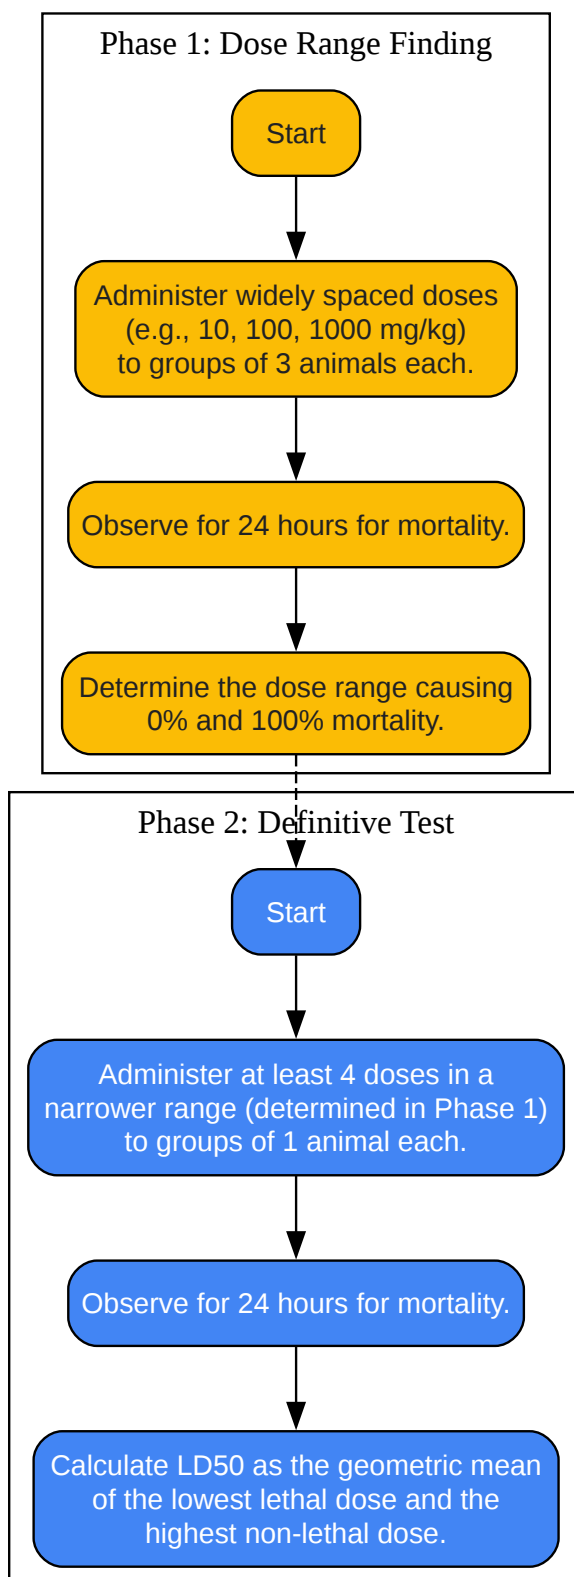 Phase 1: Dose Range Finding
Start
Administer widely spaced doses
(e.g., 10, 100, 1000 mg/kg)
to groups of 3 animals each.
Observe for 24 hours for mortality.
Determine the dose range causing
0% and 100% mortality.
Phase 2: Definitive Test
Start
Administer at least 4 doses in a
narrower range (determined in Phase 1)
to groups of 1 animal each.
Observe for 24 hours for mortality.
Calculate LD50 as the geometric mean
of the lowest lethal dose and the
highest non-lethal dose.